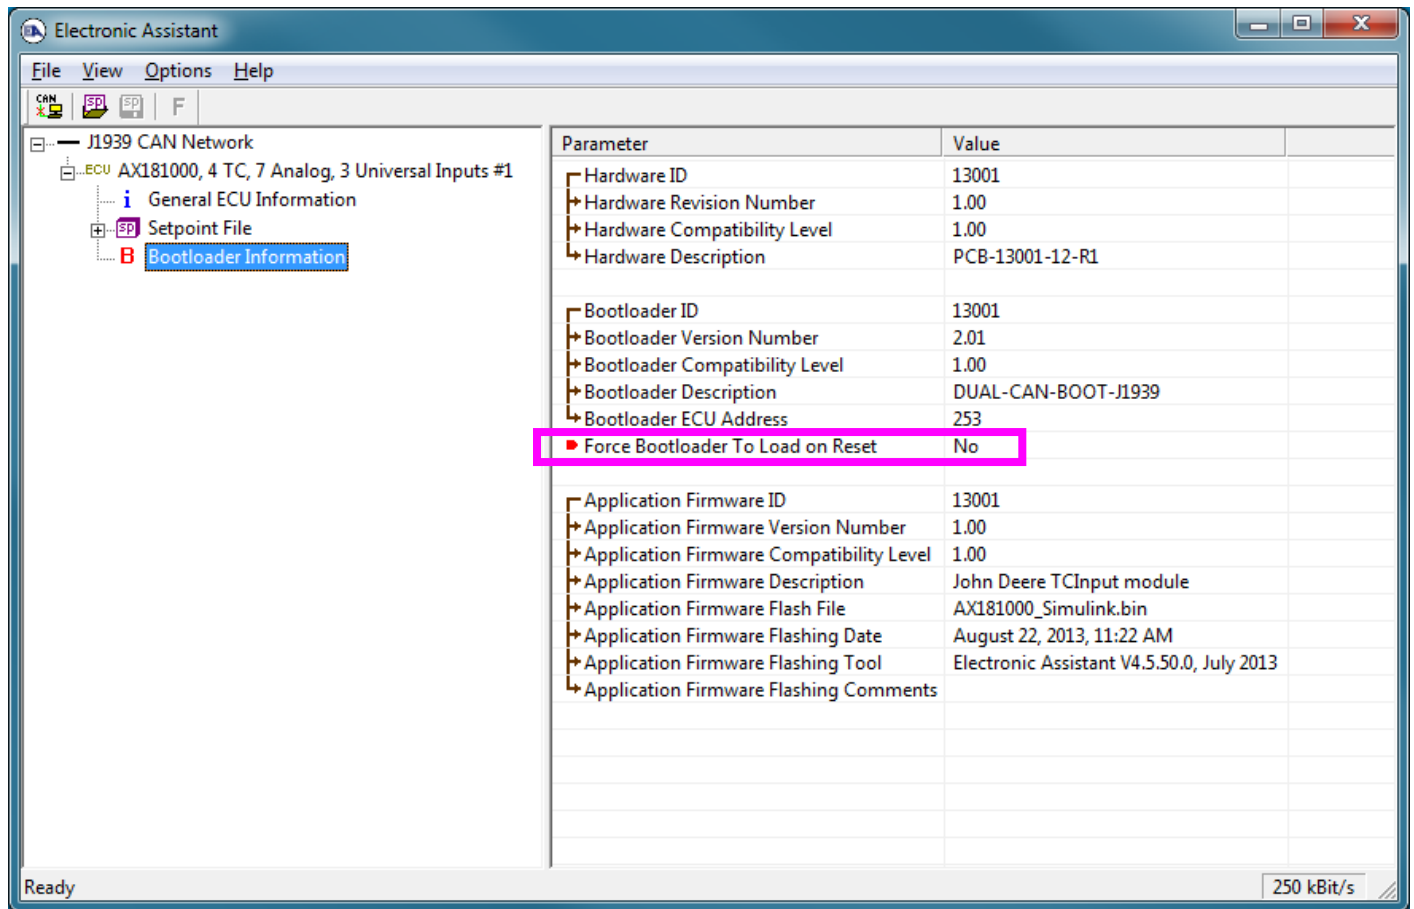 Electronic Assistant
File View Options Help
CAN SP SP F
J1939 CAN Network
ECU AX181000, 4 TC, 7 Analog, 3 Universal Inputs #1
i General ECU Information
SP Setpoint File
B Bootloader Information
Parameter Value
Hardware ID 13001
Hardware Revision Number 1.00
Hardware Compatibility Level 1.00
Hardware Description PCB-13001-12-R1
Bootloader ID 13001
Bootloader Version Number 2.01
Bootloader Compatibility Level 1.00
Bootloader Description DUAL-CAN-BOOT-J1939
Bootloader ECU Address 253
Force Bootloader To Load on Reset No
Application Firmware ID 13001
Application Firmware Version Number 1.00
Application Firmware Compatibility Level 1.00
Application Firmware Description John Deere TCInput module
Application Firmware Flash File AX181000_Simulink.bin
Application Firmware Flashing Date August 22, 2013, 11:22 AM
Application Firmware Flashing Tool Electronic Assistant V4.5.50.0, July 2013
Application Firmware Flashing Comments
Ready 250 kBit/s